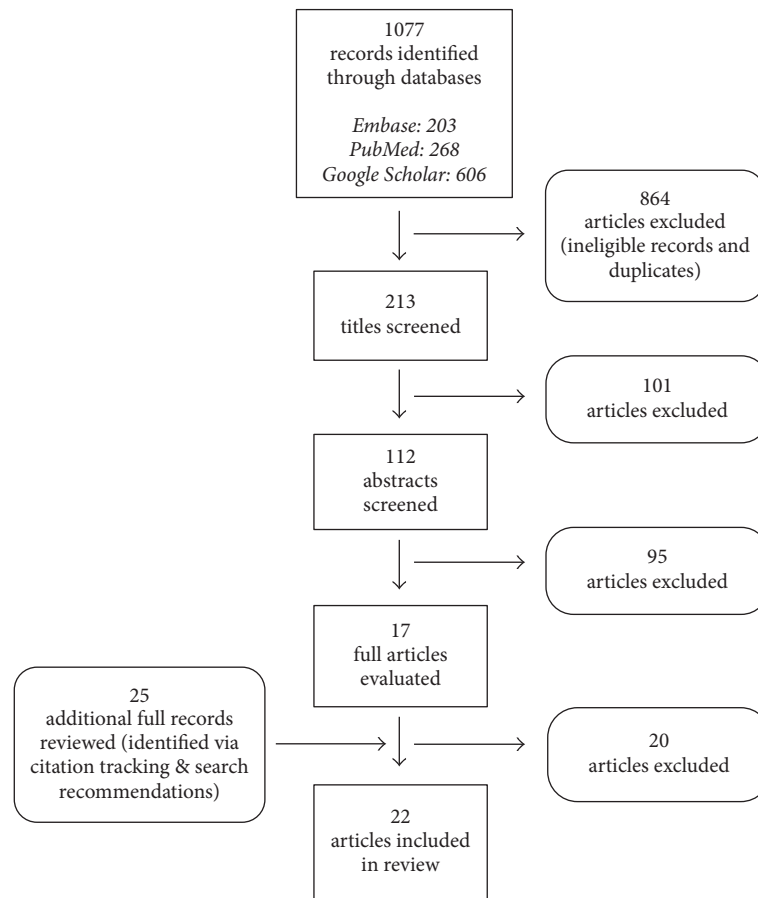 1077
records identified
through databases
Embase: 203
PubMed: 268
Google Scholar: 606
864
articles excluded
(ineligible records and
duplicates)
213
titles screened
101
articles excluded
112
abstracts
screened
95
articles excluded
17
full articles
evaluated
25
additional full records
reviewed (identified via
citation tracking & search
recommendations)
20
articles excluded
22
articles included
in review